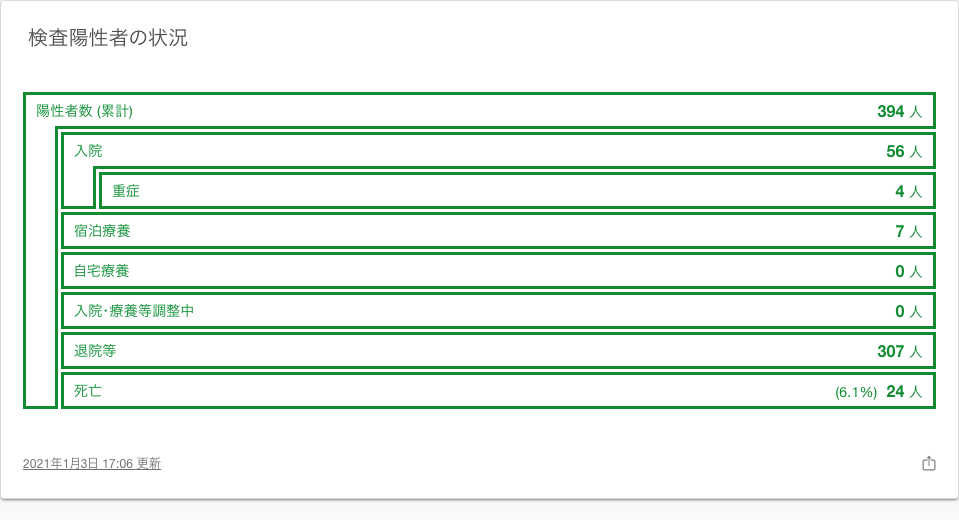 検査陽性者の状況
陽性者数 (累計) 394 人
入院 56 人
重症 4 人
宿泊療養 7 人
自宅療養 0 人
入院･療養等調整中 0 人
退院等 307 人
死亡 (6.1%) 24 人
2021年1月3日 17:06 更新